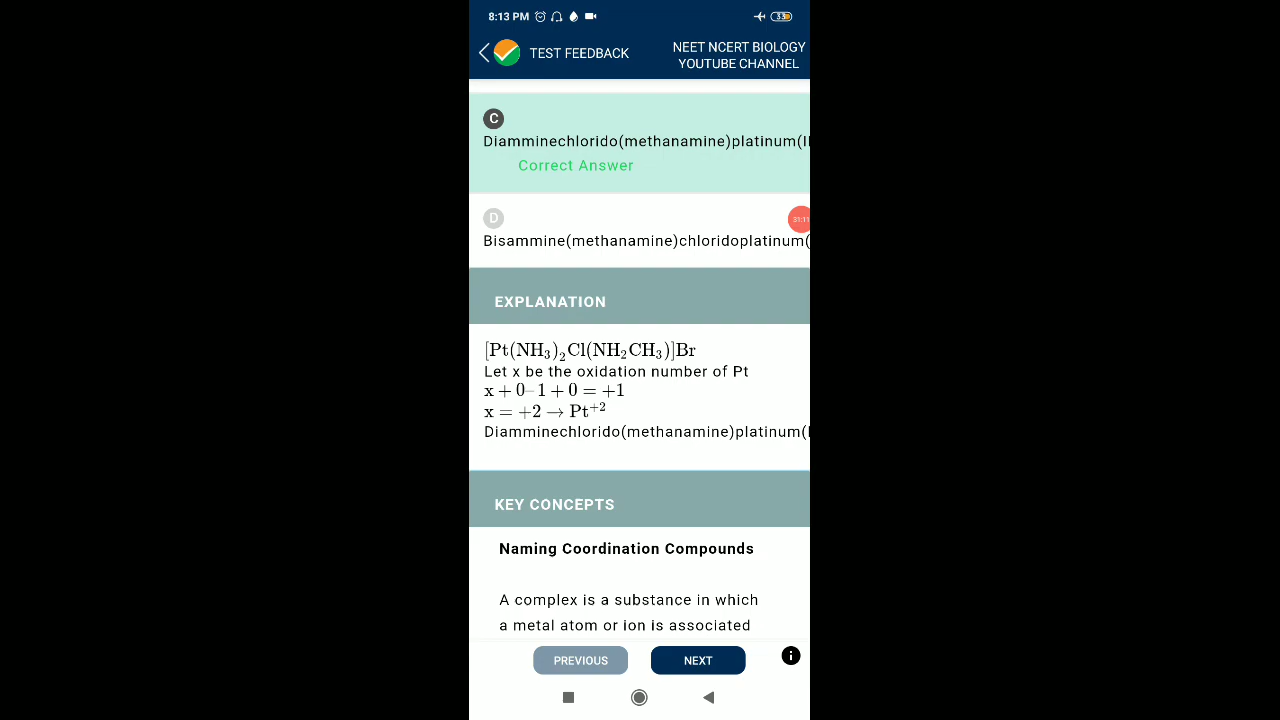 8:13 PM 33
TEST FEEDBACK
NEET NCERT BIOLOGY
YOUTUBE CHANNEL
C
Diamminechlorido(methanamine)platinum(II
Correct Answer
D
31:11
Bisammine(methanamine)chloridoplatinum(
EXPLANATION
[Pt(NH₃)₂Cl(NH₂CH₃)]Br
Let x be the oxidation number of Pt
x + 0– 1 + 0 = +1
x = +2 → Pt⁺²
Diamminechlorido(methanamine)platinum(I
KEY CONCEPTS
Naming Coordination Compounds
A complex is a substance in which
a metal atom or ion is associated
PREVIOUS
NEXT
i